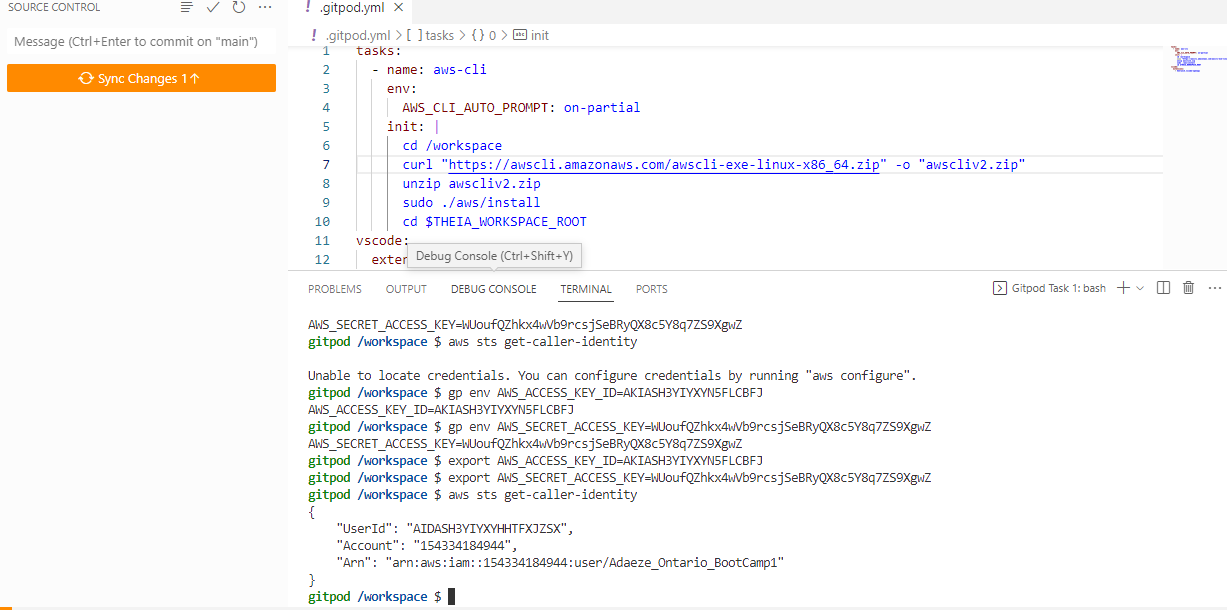 SOURCE CONTROL
Message (Ctrl+Enter to commit on "main")
Sync Changes 1↑
! .gitpod.yml ×
! .gitpod.yml > [ ] tasks > { } 0 > abc init
1 tasks:
2 - name: aws-cli
3 env:
4 AWS_CLI_AUTO_PROMPT: on-partial
5 init: |
6 cd /workspace
7 curl "https://awscli.amazonaws.com/awscli-exe-linux-x86_64.zip" -o "awscliv2.zip"
8 unzip awscliv2.zip
9 sudo ./aws/install
10 cd $THEIA_WORKSPACE_ROOT
11 vscode:
12 exter
Debug Console (Ctrl+Shift+Y)
PROBLEMS OUTPUT DEBUG CONSOLE TERMINAL PORTS
Gitpod Task 1: bash
AWS_SECRET_ACCESS_KEY=WUoufQZhkx4wVb9rcsjSeBRyQX8c5Y8q7ZS9XgwZ
gitpod /workspace $ aws sts get-caller-identity
Unable to locate credentials. You can configure credentials by running "aws configure".
gitpod /workspace $ gp env AWS_ACCESS_KEY_ID=AKIASH3YIYXYN5FLCBFJ
AWS_ACCESS_KEY_ID=AKIASH3YIYXYN5FLCBFJ
gitpod /workspace $ gp env AWS_SECRET_ACCESS_KEY=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
AWS_SECRET_ACCESS_KEY=WUoufQZhkx4wVb9rcsjSeBRyQX8c5Y8q7ZS9XgwZ
gitpod /workspace $ export AWS_ACCESS_KEY_ID=AKIASH3YIYXYN5FLCBFJ
gitpod /workspace $ export AWS_SECRET_ACCESS_KEY=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
gitpod /workspace $ aws sts get-caller-identity
{
"UserId": "AIDASH3YIYXYHHTFXJZSX",
"Account": "154334184944",
"Arn": "arn:aws:iam::154334184944:user/Adaeze_Ontario_BootCamp1"
}
gitpod /workspace $